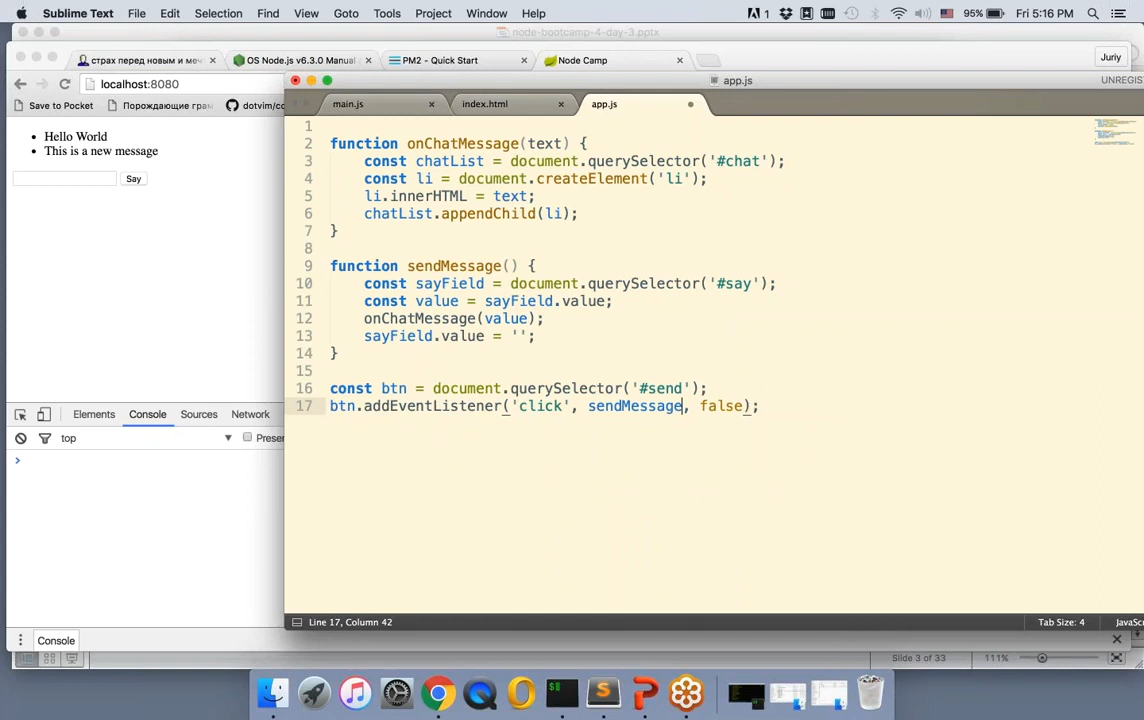 Sublime Text File Edit Selection Find View Goto Tools Project Window Help 1 95% Fri 5:16 PM
node-bootcamp-4-day-3.pptx
страх перед новым и меч OS Node.js v6.3.0 Manual PM2 - Quick Start Node Camp Juriy
localhost:8080
app.js UNREGIS
Save to Pocket Порождающие грам dotvim/co
main.js index.html app.js
Hello World
This is a new message
Say
1
2 function onChatMessage(text) {
3 const chatList = document.querySelector('#chat');
4 const li = document.createElement('li');
5 li.innerHTML = text;
6 chatList.appendChild(li);
7 }
8
9 function sendMessage() {
10 const sayField = document.querySelector('#say');
11 const value = sayField.value;
12 onChatMessage(value);
13 sayField.value = '';
14 }
15
16 const btn = document.querySelector('#send');
17 btn.addEventListener('click', sendMessage, false);
Elements Console Sources Network
top Preser
>
Line 17, Column 42 Tab Size: 4 JavaScr
Console
Slide 3 of 33 111%